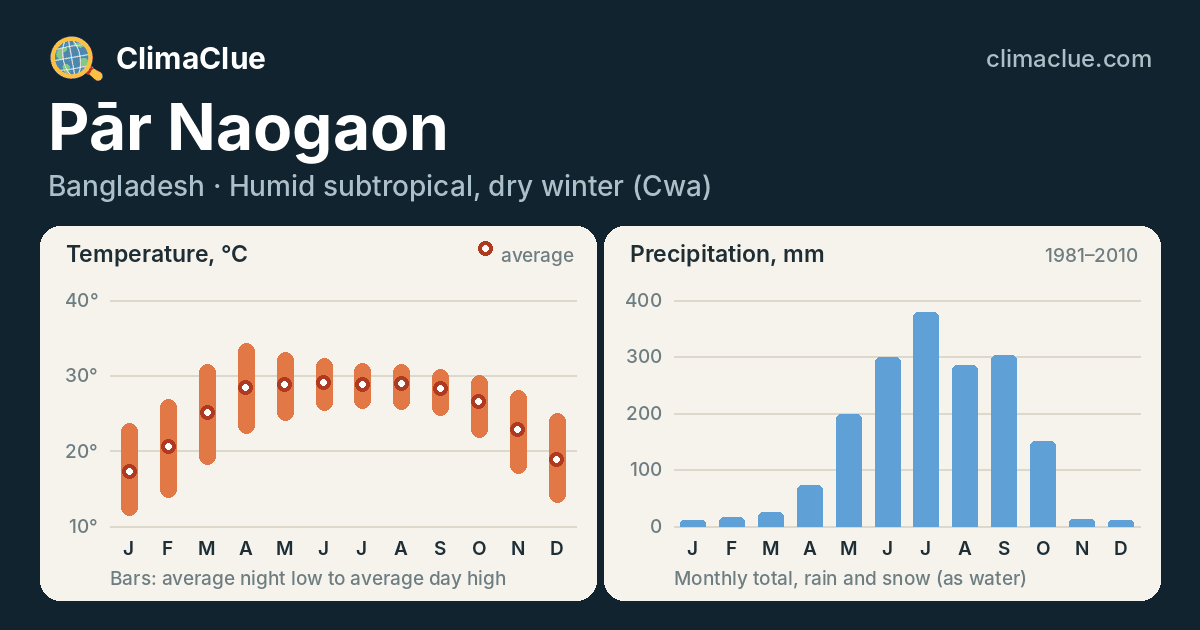 ClimaClue
climaclue.com
Pār Naogaon
Bangladesh · Humid subtropical, dry winter (Cwa)
Temperature, °C
average
40°
30°
20°
10°
J F M A M J J A S O N D
Bars: average night low to average day high
Precipitation, mm
1981–2010
400
300
200
100
0
J F M A M J J A S O N D
Monthly total, rain and snow (as water)